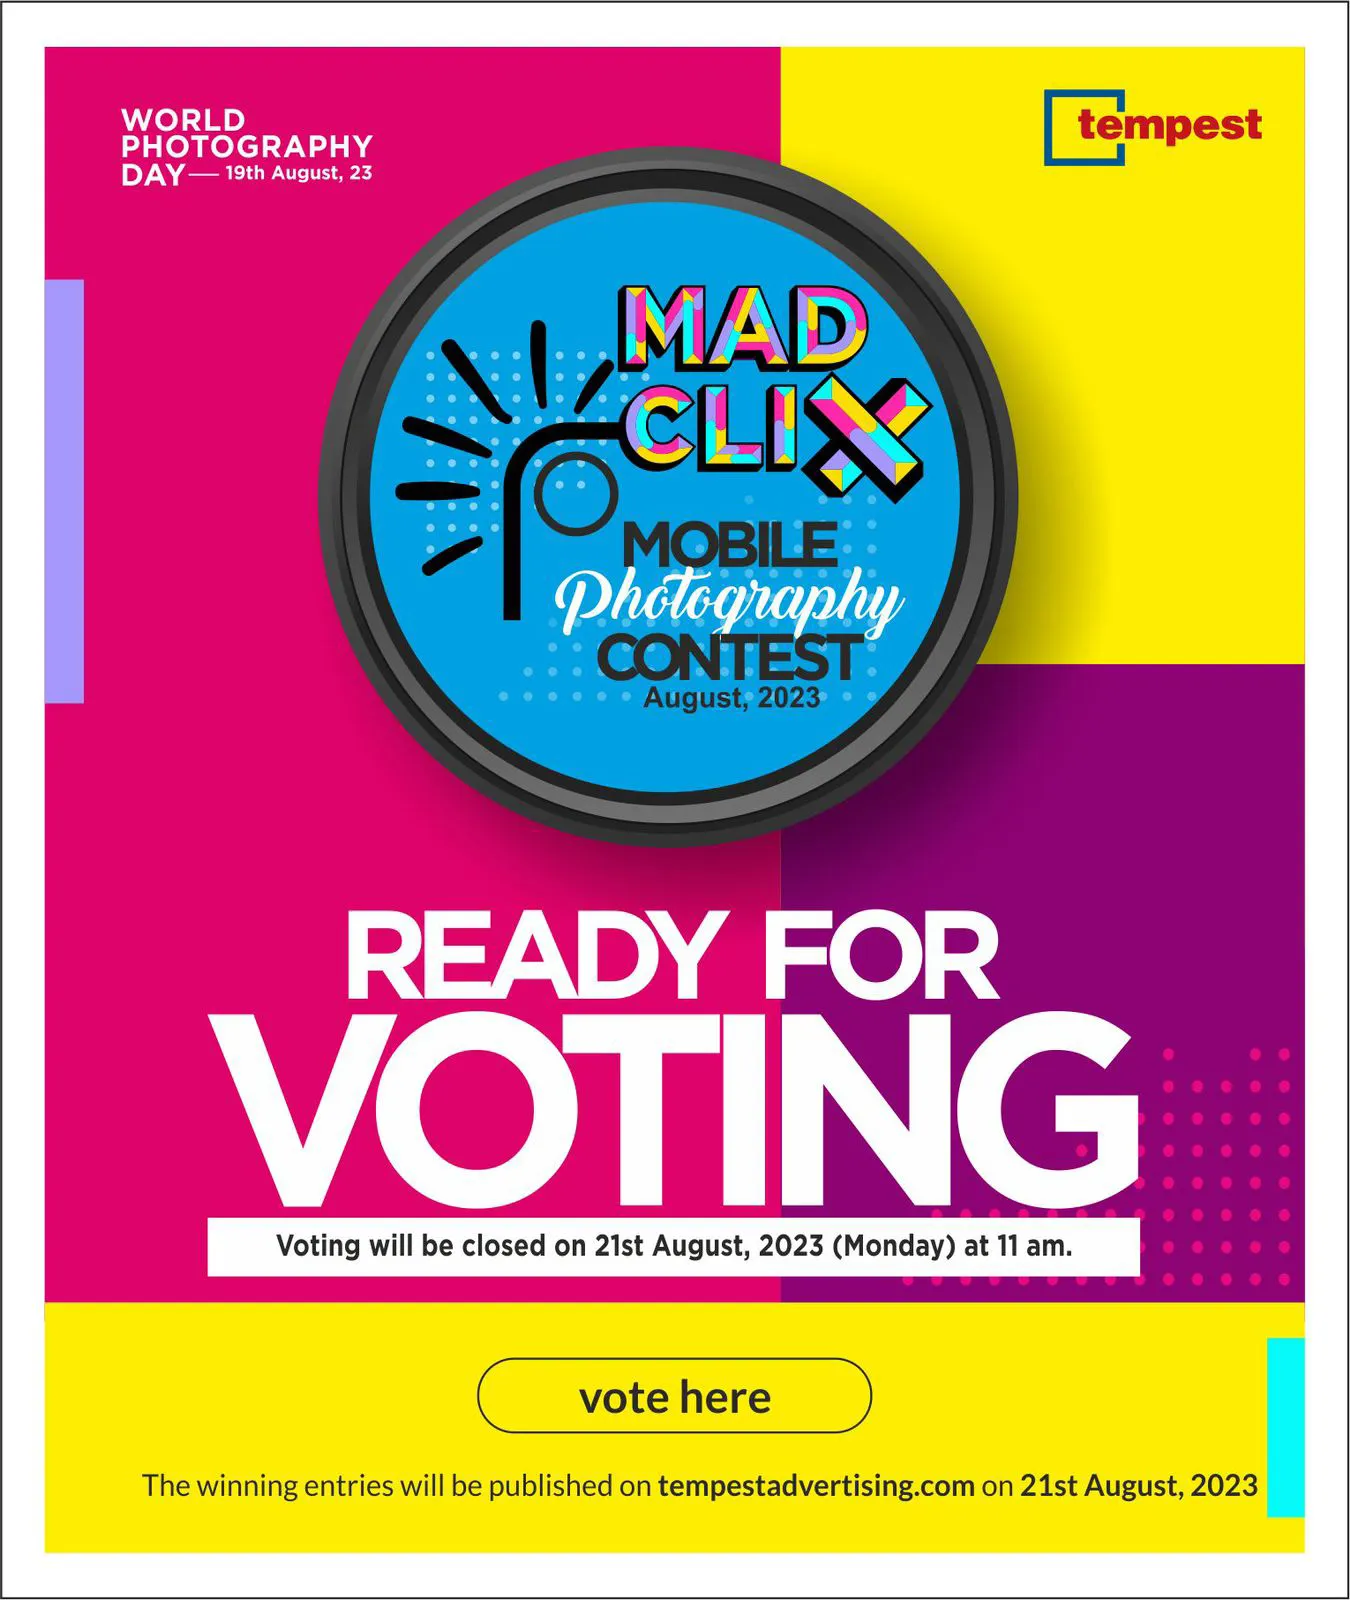 WORLD
PHOTOGRAPHY
DAY — 19th August, 23
tempest
MAD
CLIX
MOBILE
Photography
CONTEST
August, 2023
READY FOR
VOTING
Voting will be closed on 21st August, 2023 (Monday) at 11 am.
vote here
The winning entries will be published on tempestadvertising.com on 21st August, 2023